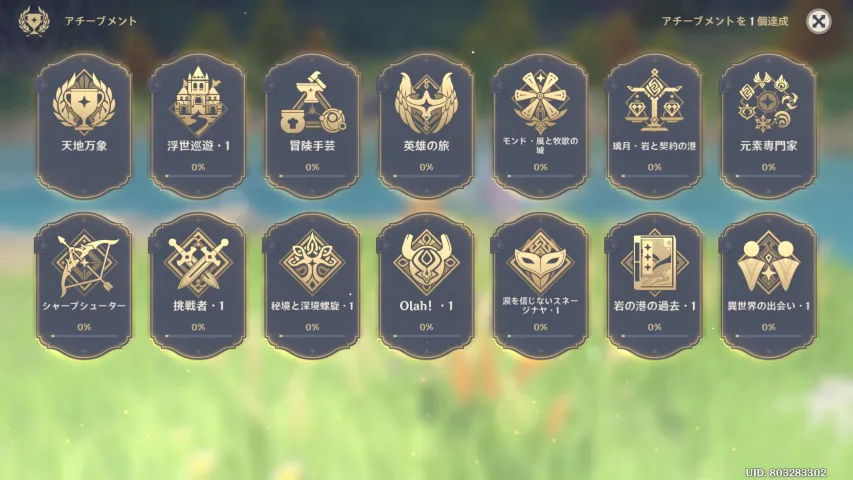 アチーブメント
アチーブメントを1個達成
天地万象
浮世巡遊・1
0%
冒険手芸
0%
英雄の旅
0%
モンド・風と牧歌の
城
0%
璃月・岩と契約の港
0%
元素専門家
0%
シャープシューター
0%
挑戦者・1
0%
秘境と深境螺旋・1
0%
Olah!・1
0%
涙を信じないスネー
ジナヤ・1
0%
岩の港の過去・1
0%
異世界の出会い・1
0%
UID: 803283302